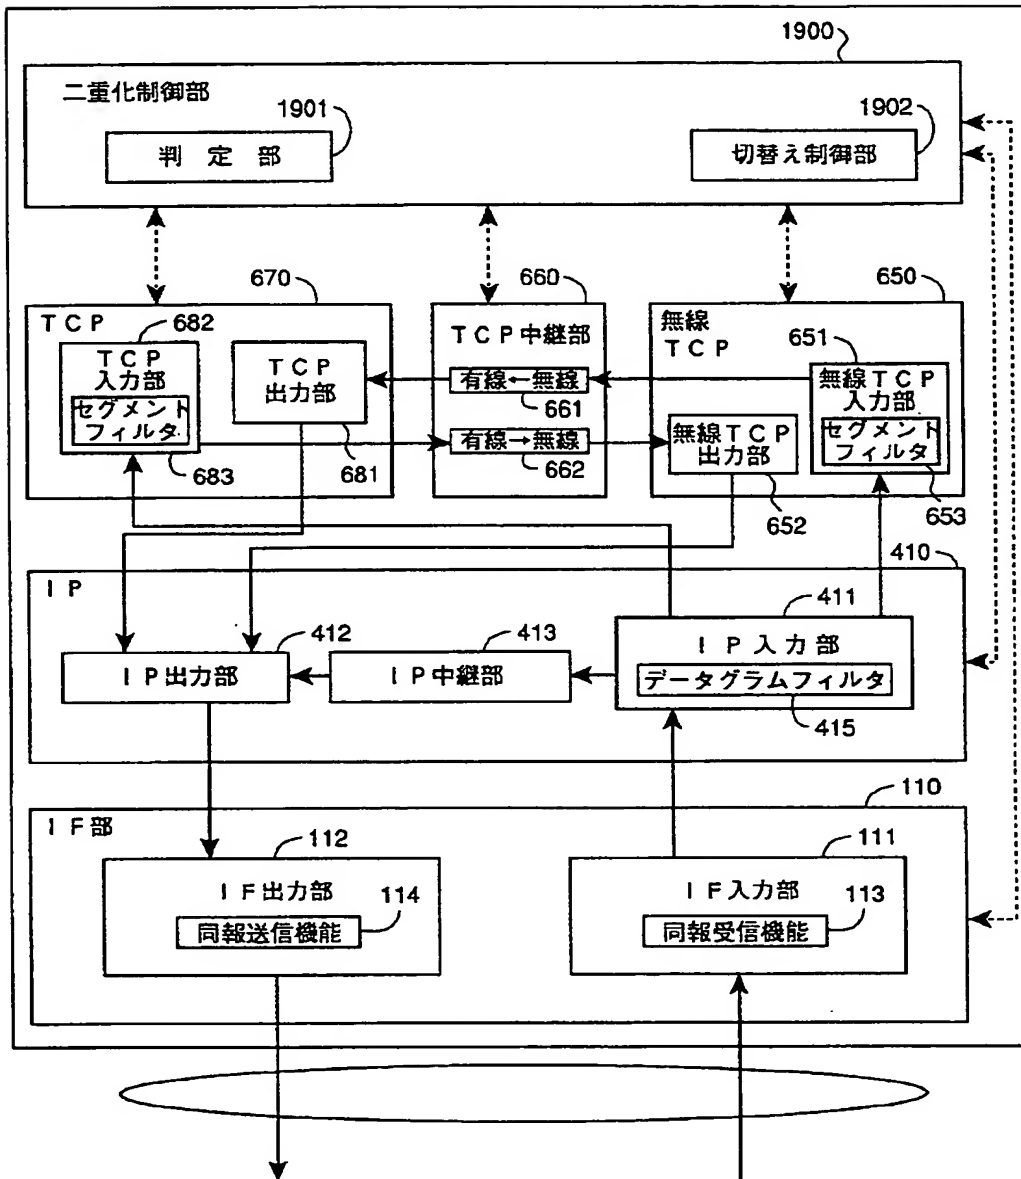 1900
二重化制御部
1901
1902
判 定 部
切替え制御部
670
660
650
TCP
682
TCP
入力部
セグメント
フィルタ
683
TCP
出力部
681
TCP中継部
有線←無線
661
有線→無線
662
無線
TCP
651
無線TCP
入力部
セグメント
フィルタ
653
無線TCP
出力部
652
410
IP
411
412
413
IP出力部
IP中継部
IP入力部
データグラムフィルタ
415
110
IF部
112
111
IF出力部
114
同報送信機能
IF入力部
113
同報受信機能